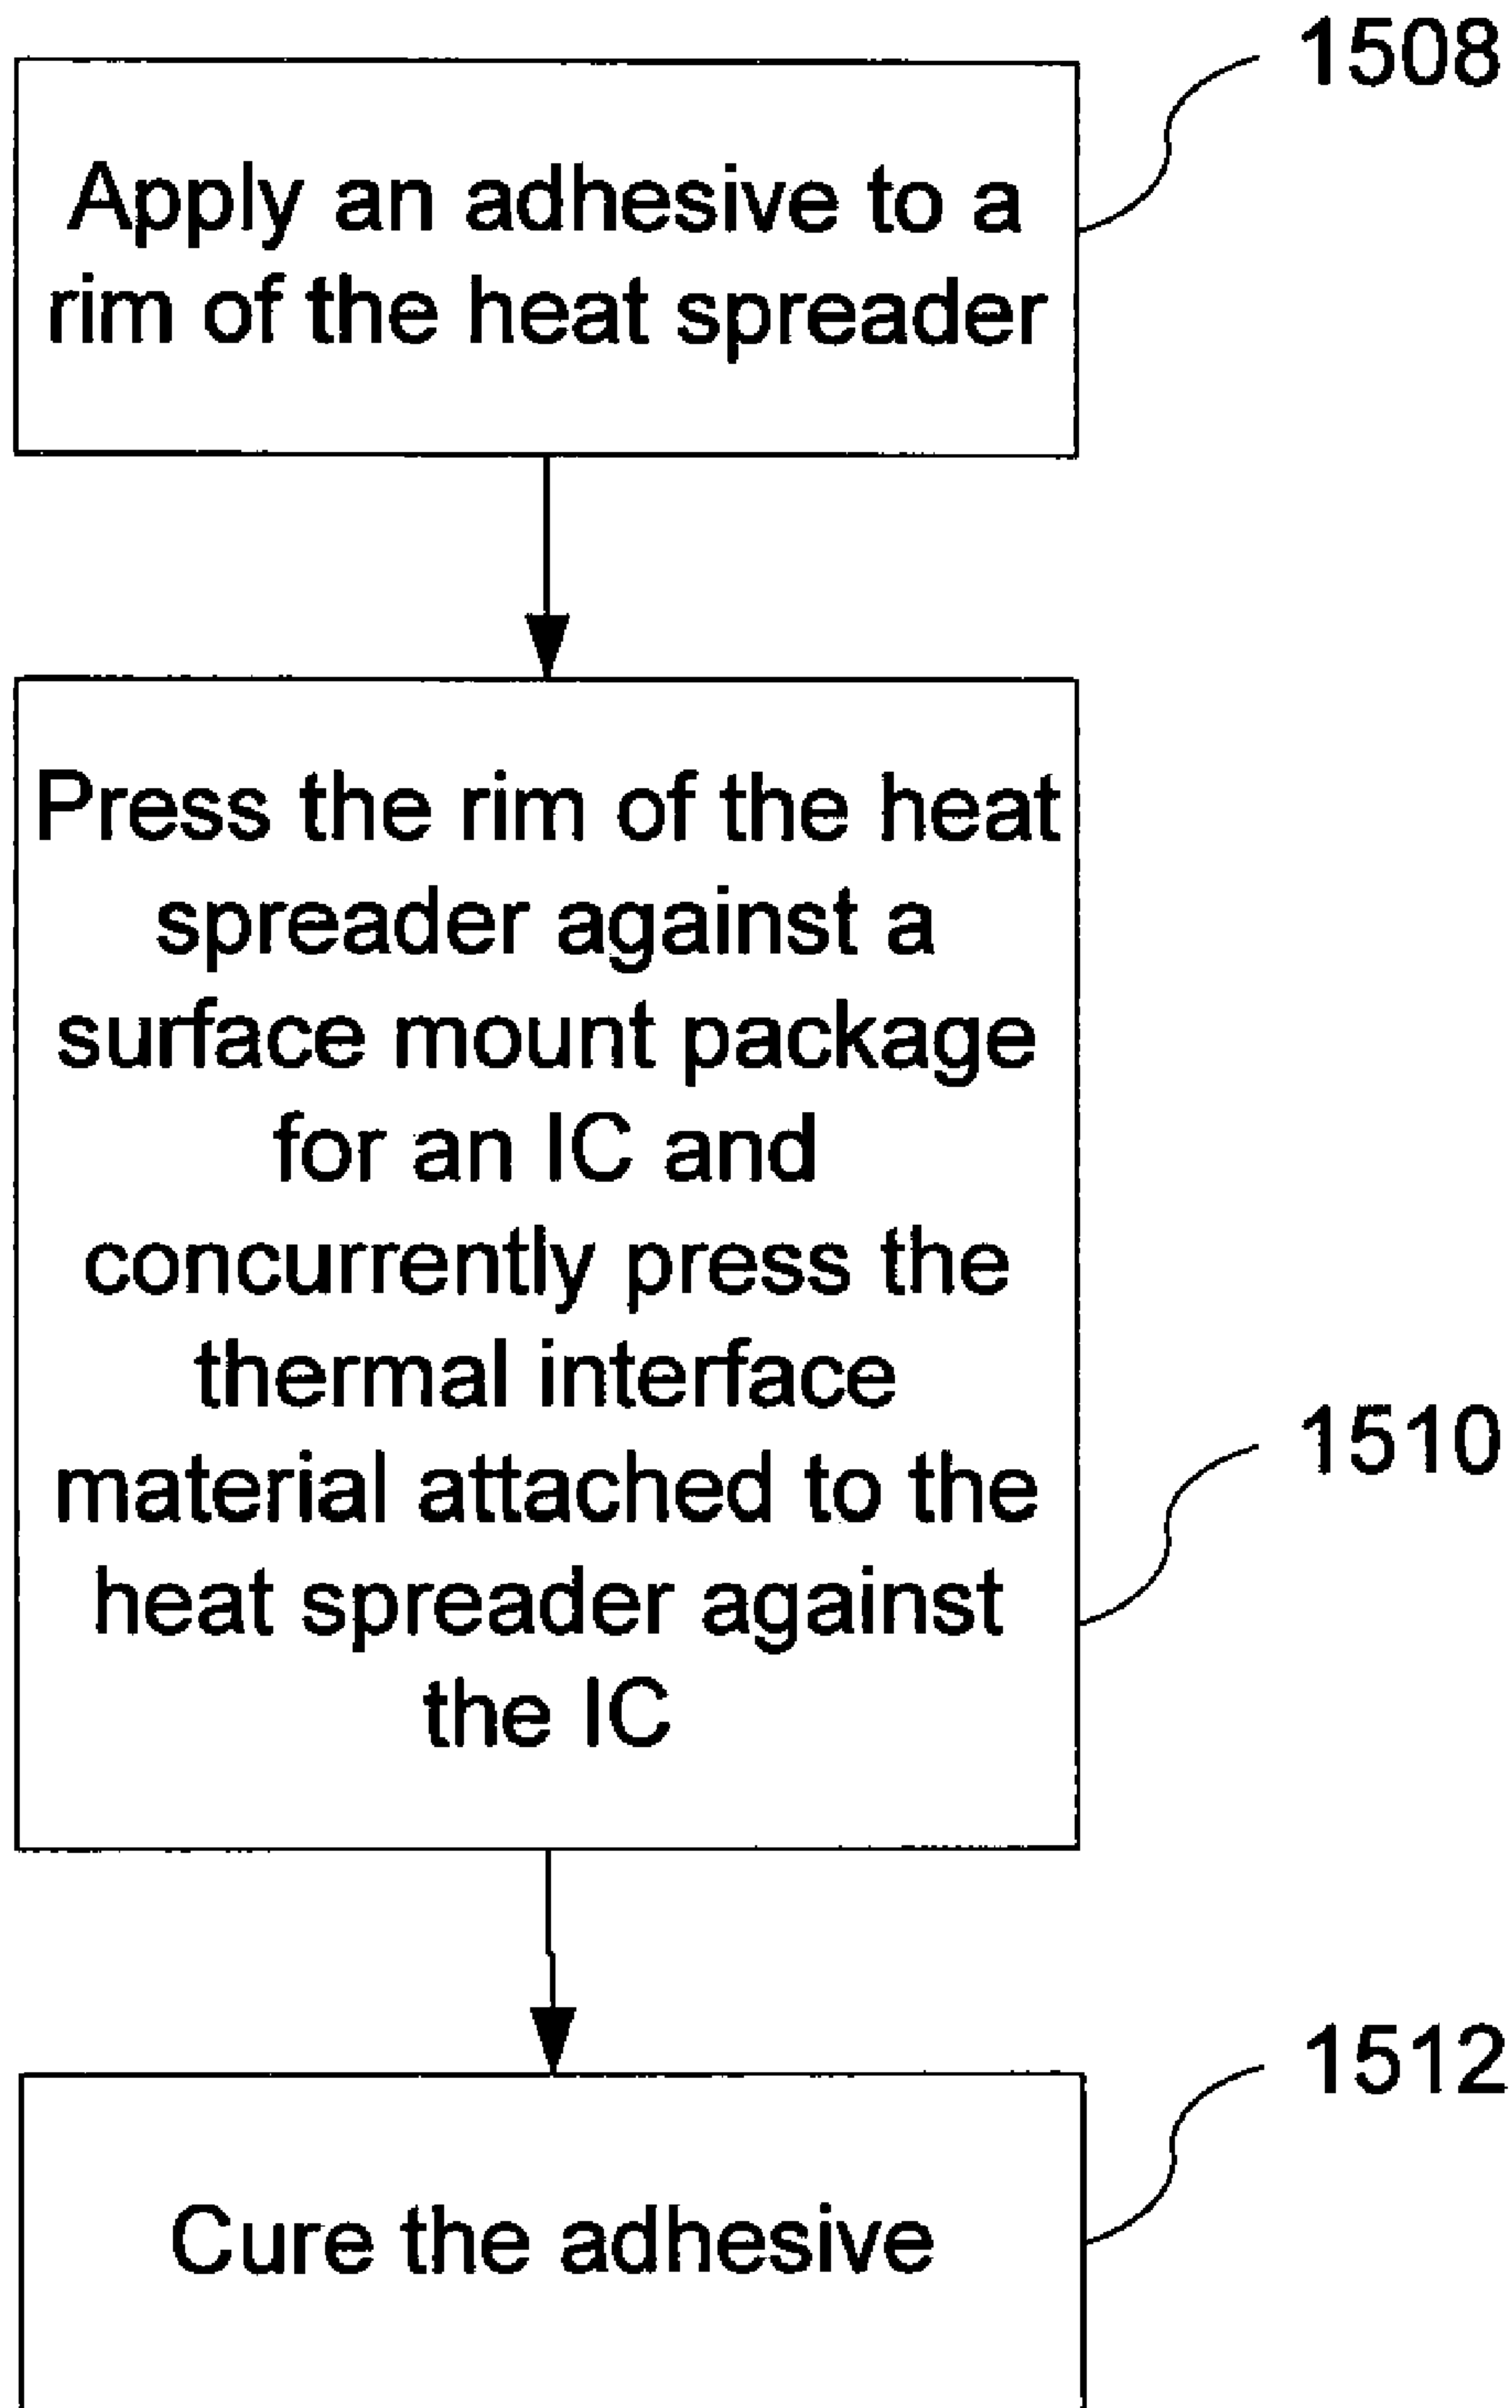 1508
Apply an adhesive to a
rim of the heat spreader
Press the rim of the heat
spreader against a
surface mount package
for an IC and
concurrently press the
thermal interface
material attached to the
heat spreader against
the IC
1510
1512
Cure the adhesive